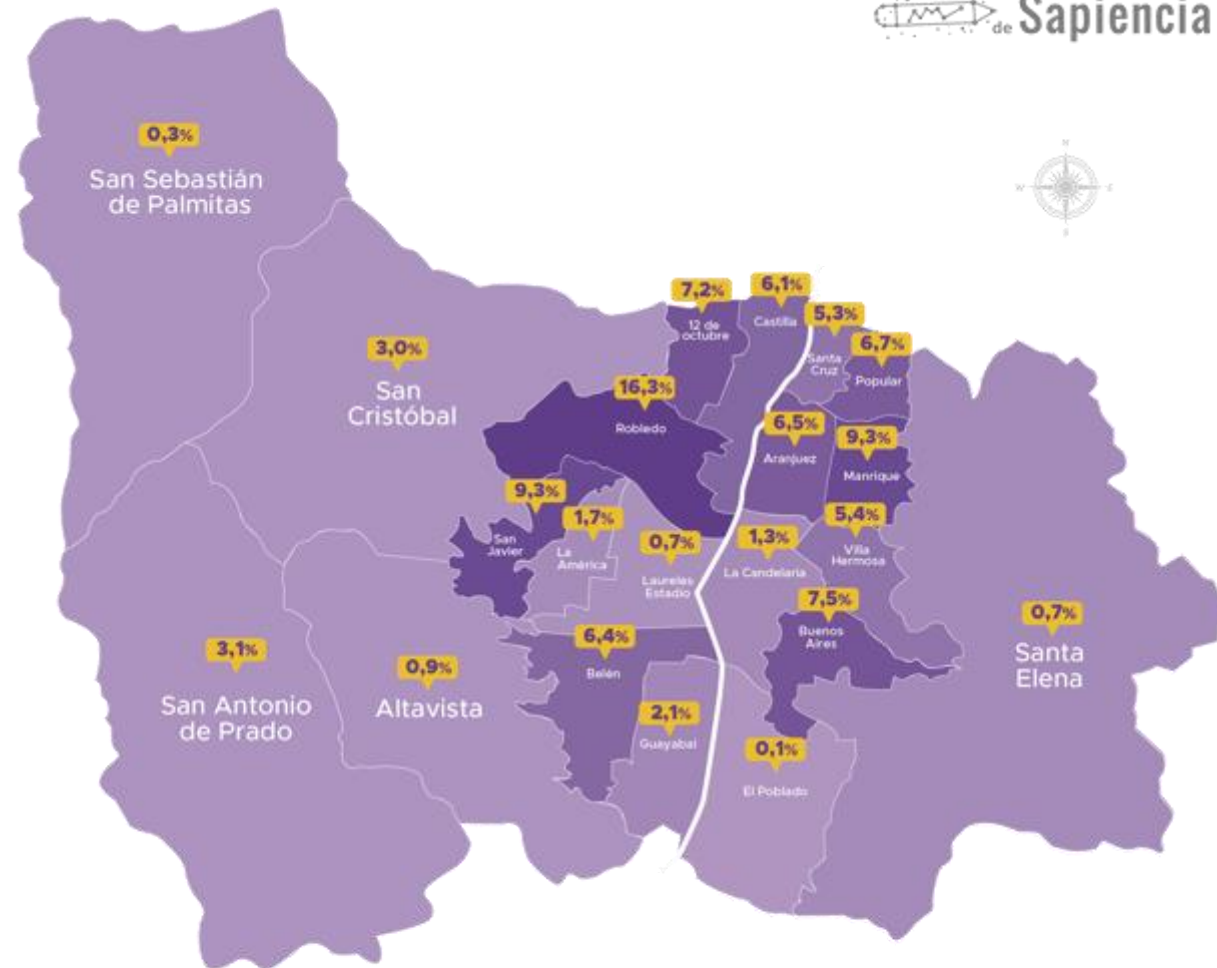 de Sapiencia
N
W
E
S
0,3%
San Sebastián
de Palmitas
7,2%
12 de
octubre
6,1%
Castilla
5,3%
Santa
Cruz
6,7%
Popular
3,0%
San
Cristóbal
16,3%
Robledo
6,5%
Aranjuez
9,3%
Manrique
9,3%
San
Javier
1,7%
La
América
0,7%
Laureles
Estadio
1,3%
La Candelaria
5,4%
Villa
Hermosa
7,5%
Buenos
Aires
0,7%
Santa
Elena
3,1%
San Antonio
de Prado
0,9%
Altavista
6,4%
Belén
2,1%
Guayabal
0,1%
El Poblado